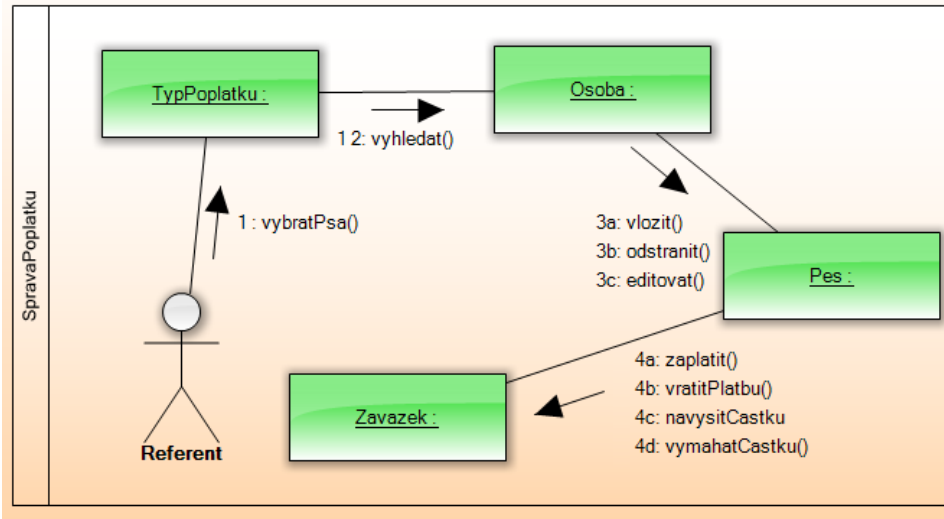 SpravaPoplatku
TypPoplatku :
Osoba :
1 2: vyhledat()
1 : vybratPsa()
3a: vlozit()
3b: odstranit()
3c: editovat()
Pes :
Referent
Zavazek :
4a: zaplatit()
4b: vratitPlatbu()
4c: navysitCastku
4d: vymahatCastku()